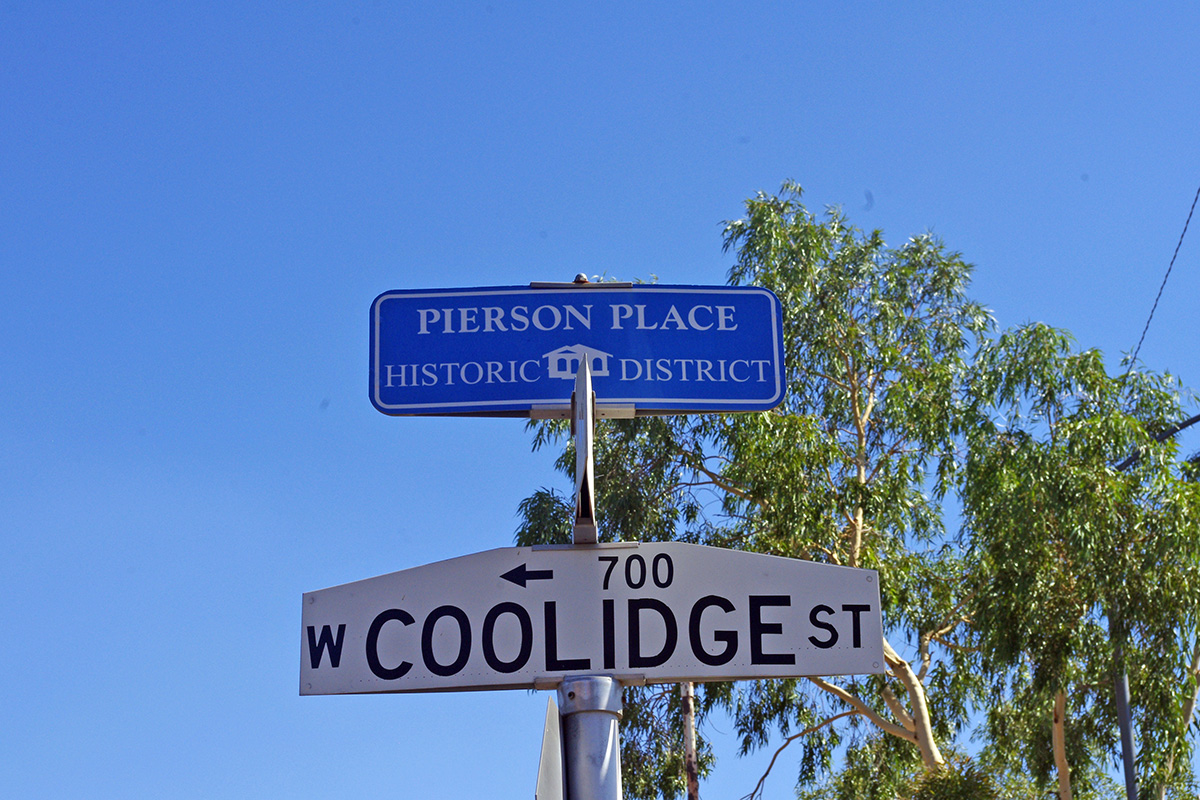 PIERSON PLACE
HISTORIC DISTRICT
← 700
W COOLIDGE ST